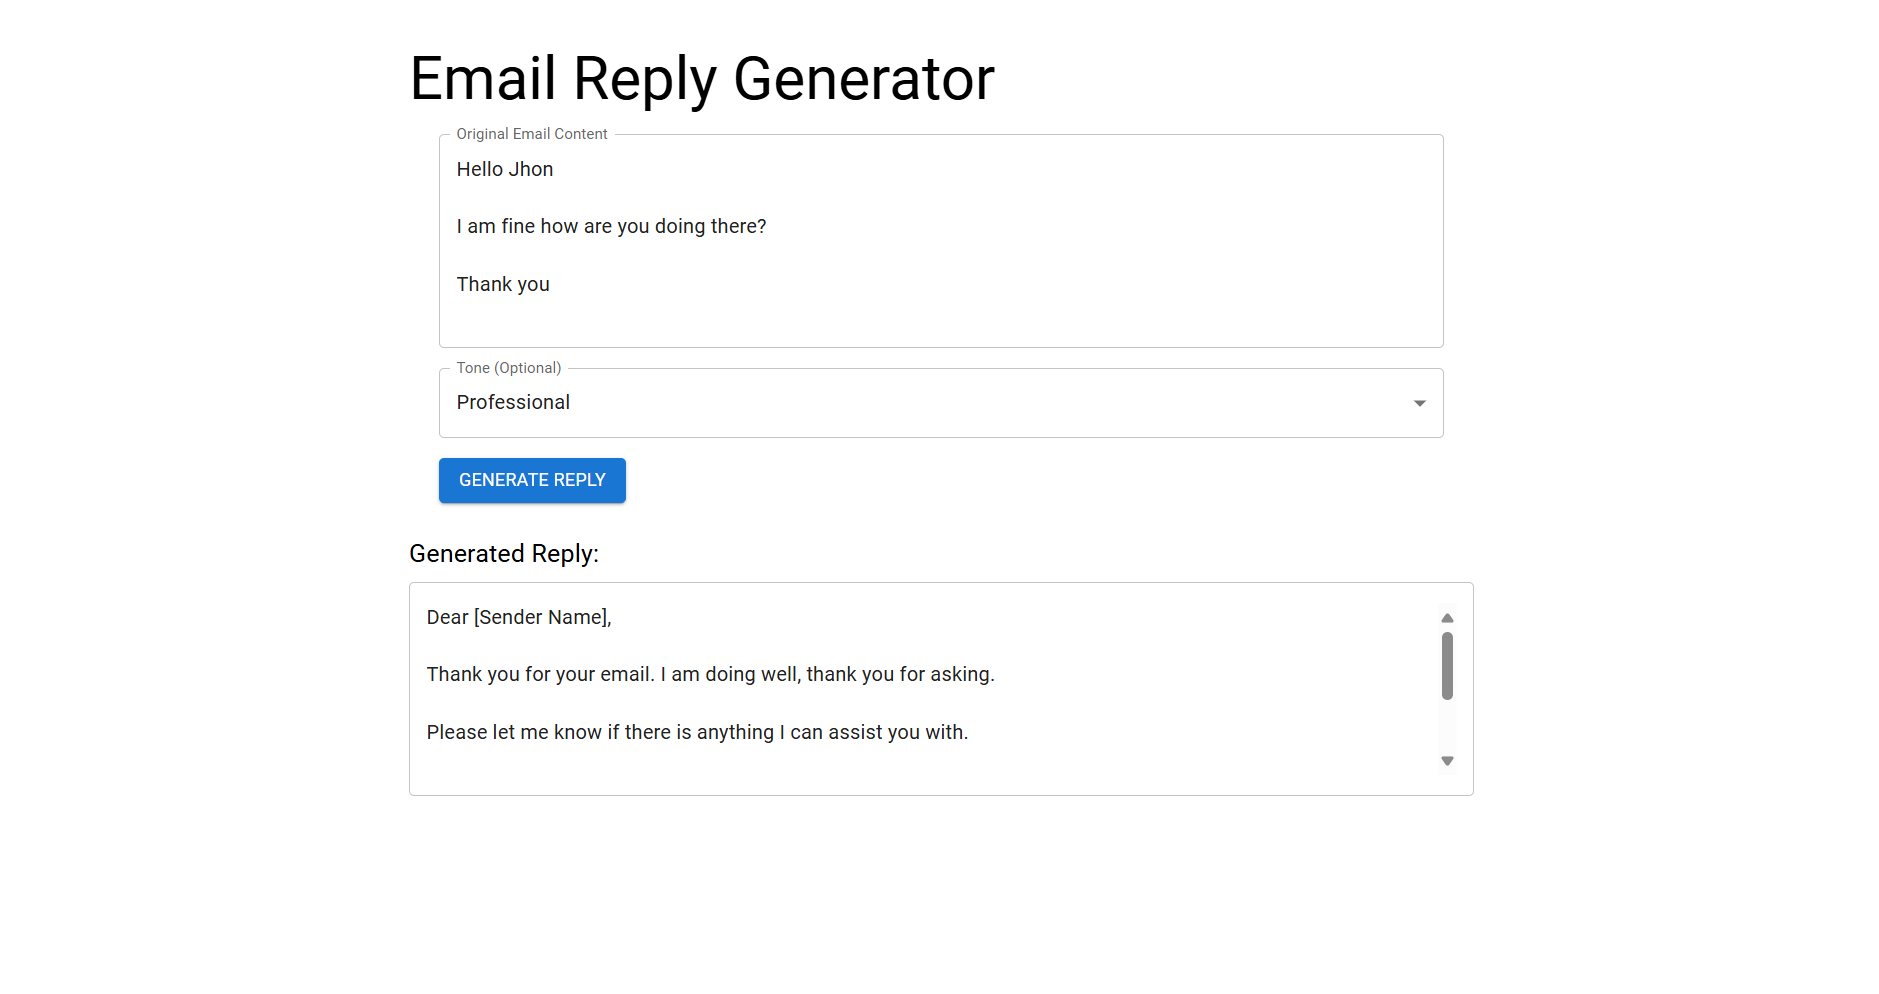 Email Reply Generator
Original Email Content
Hello Jhon
I am fine how are you doing there?
Thank you
Tone (Optional)
Professional
GENERATE REPLY
Generated Reply:
Dear [Sender Name],
Thank you for your email. I am doing well, thank you for asking.
Please let me know if there is anything I can assist you with.